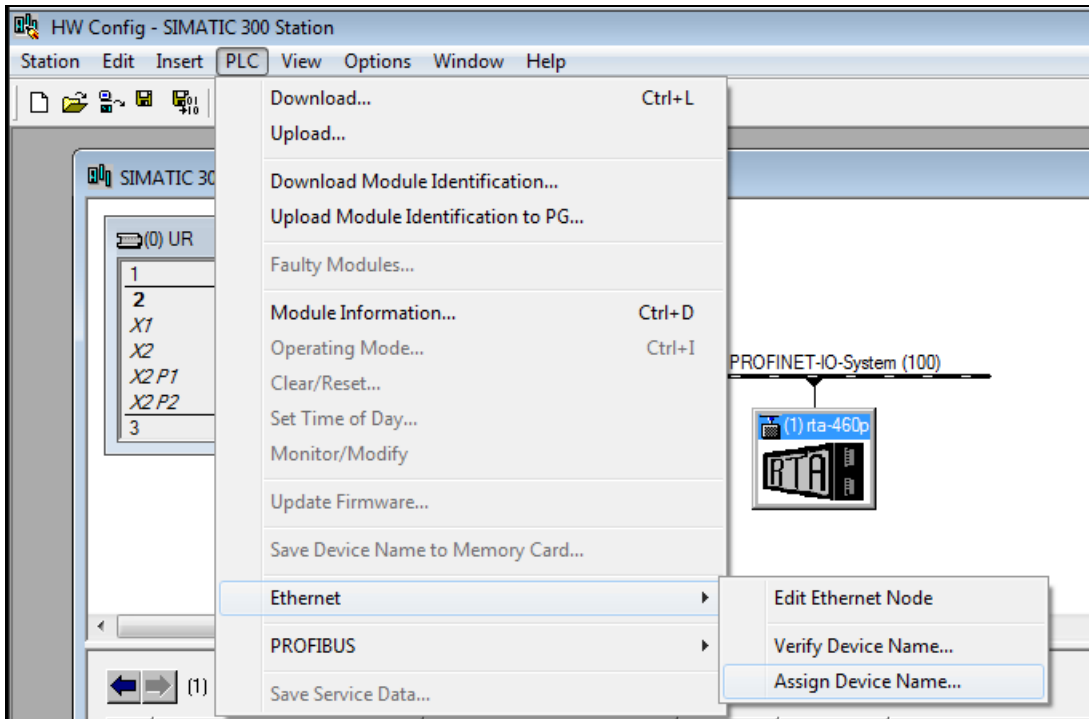 HW Config - SIMATIC 300 Station
Station Edit Insert PLC View Options Window Help
Download... Ctrl+L
Upload...
Download Module Identification...
Upload Module Identification to PG...
Faulty Modules...
Module Information... Ctrl+D
Operating Mode... Ctrl+I
Clear/Reset...
Set Time of Day...
Monitor/Modify
Update Firmware...
Save Device Name to Memory Card...
Ethernet
PROFIBUS
Save Service Data...
Edit Ethernet Node
Verify Device Name...
Assign Device Name...
SIMATIC 30
(0) UR
1
2
X1
X2
X2 P1
X2 P2
3
PROFINET-IO-System (100)
(1) rta-460p
RTA
(1)